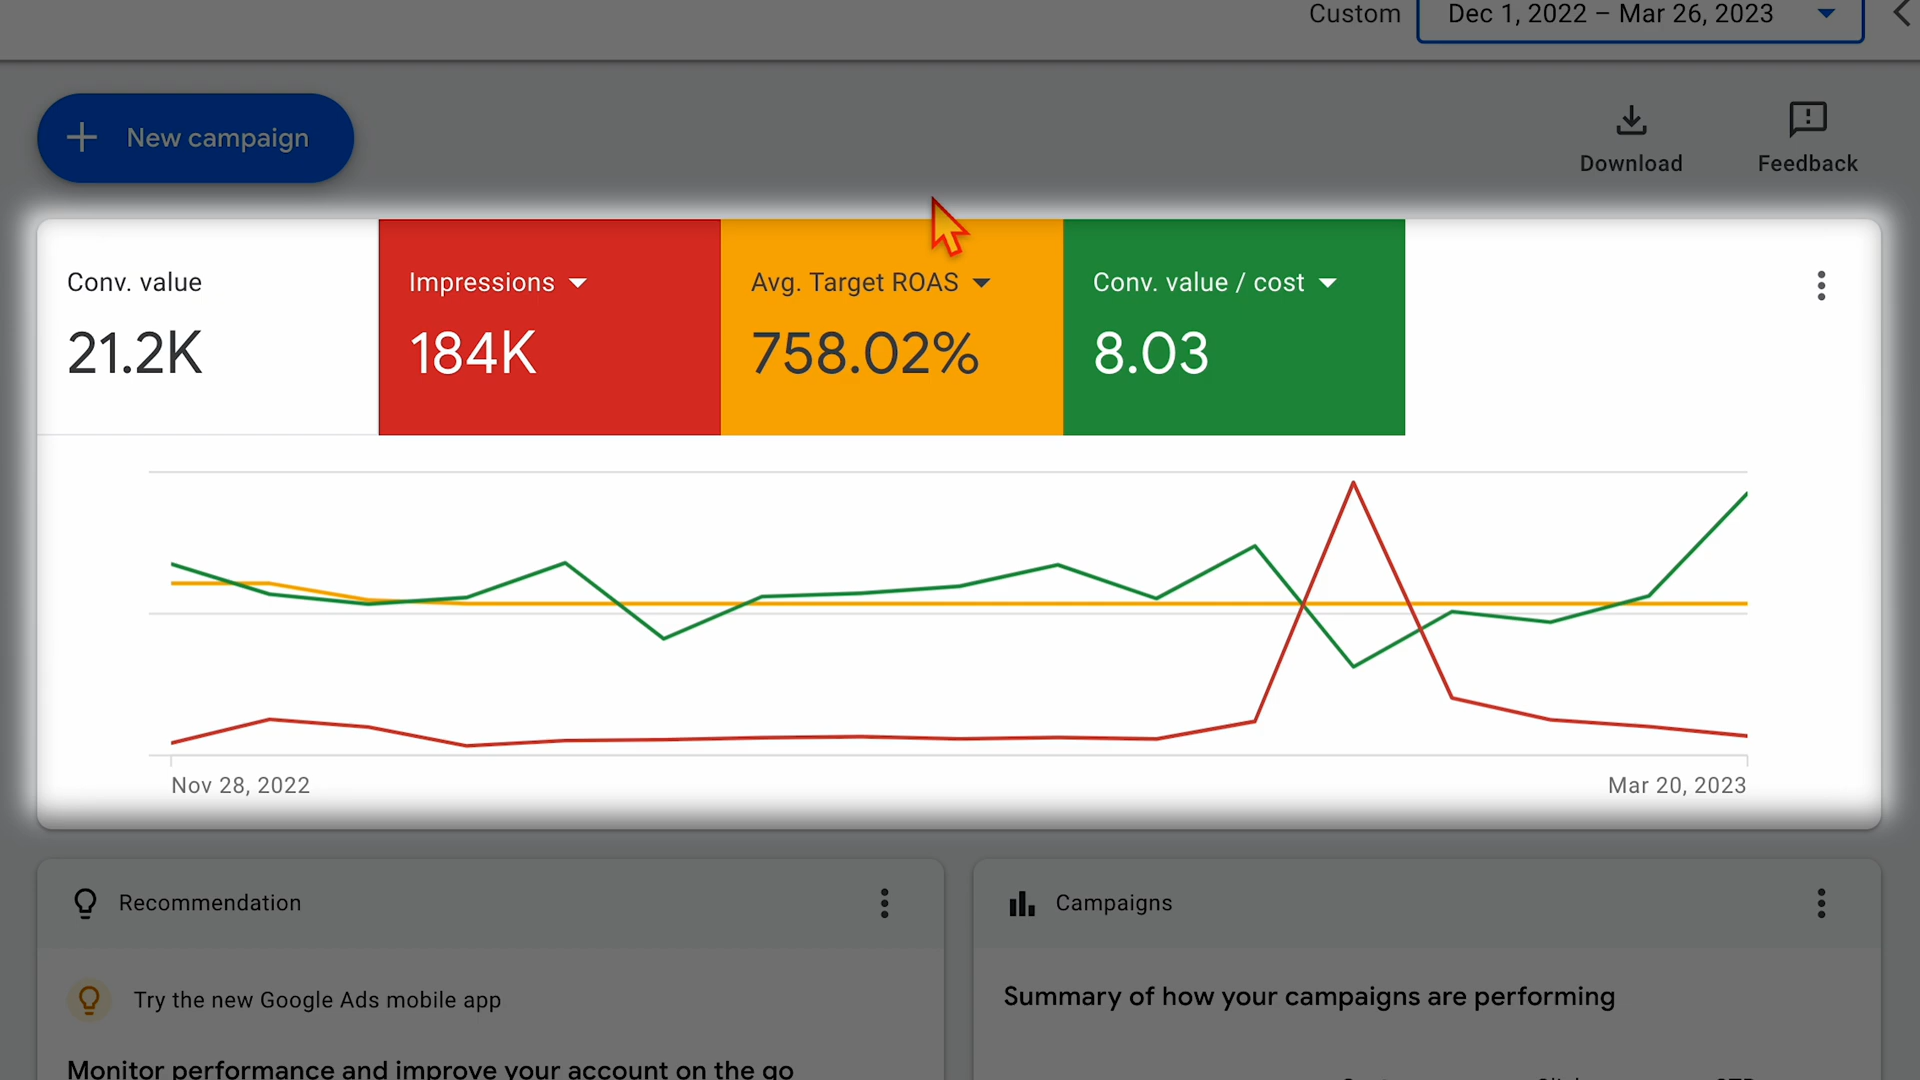 Custom
Dec 1, 2022 – Mar 26, 2023
New campaign
Download
Feedback
Conv. value
21.2K
Impressions
184K
Avg. Target ROAS
758.02%
Conv. value / cost
8.03
Nov 28, 2022
Mar 20, 2023
Recommendation
Try the new Google Ads mobile app
Monitor performance and improve your account on the go
Campaigns
Summary of how your campaigns are performing